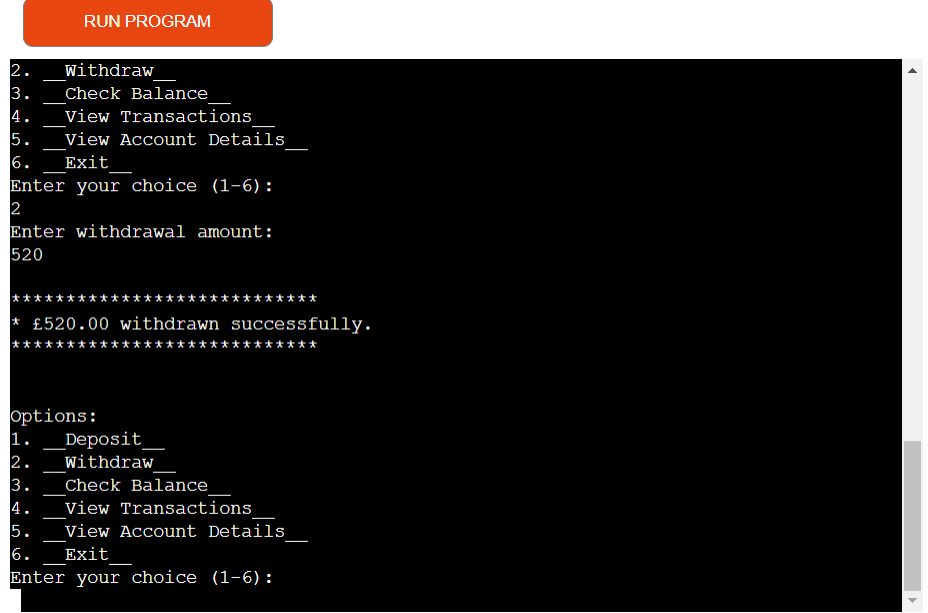 RUN PROGRAM
2. __Withdraw__
3. __Check Balance__
4. __View Transactions__
5. __View Account Details__
6. __Exit__
Enter your choice (1-6):
2
Enter withdrawal amount:
520
****************************
* £520.00 withdrawn successfully.
****************************
Options:
1. __Deposit__
2. __Withdraw__
3. __Check Balance__
4. __View Transactions__
5. __View Account Details__
6. __Exit__
Enter your choice (1-6):